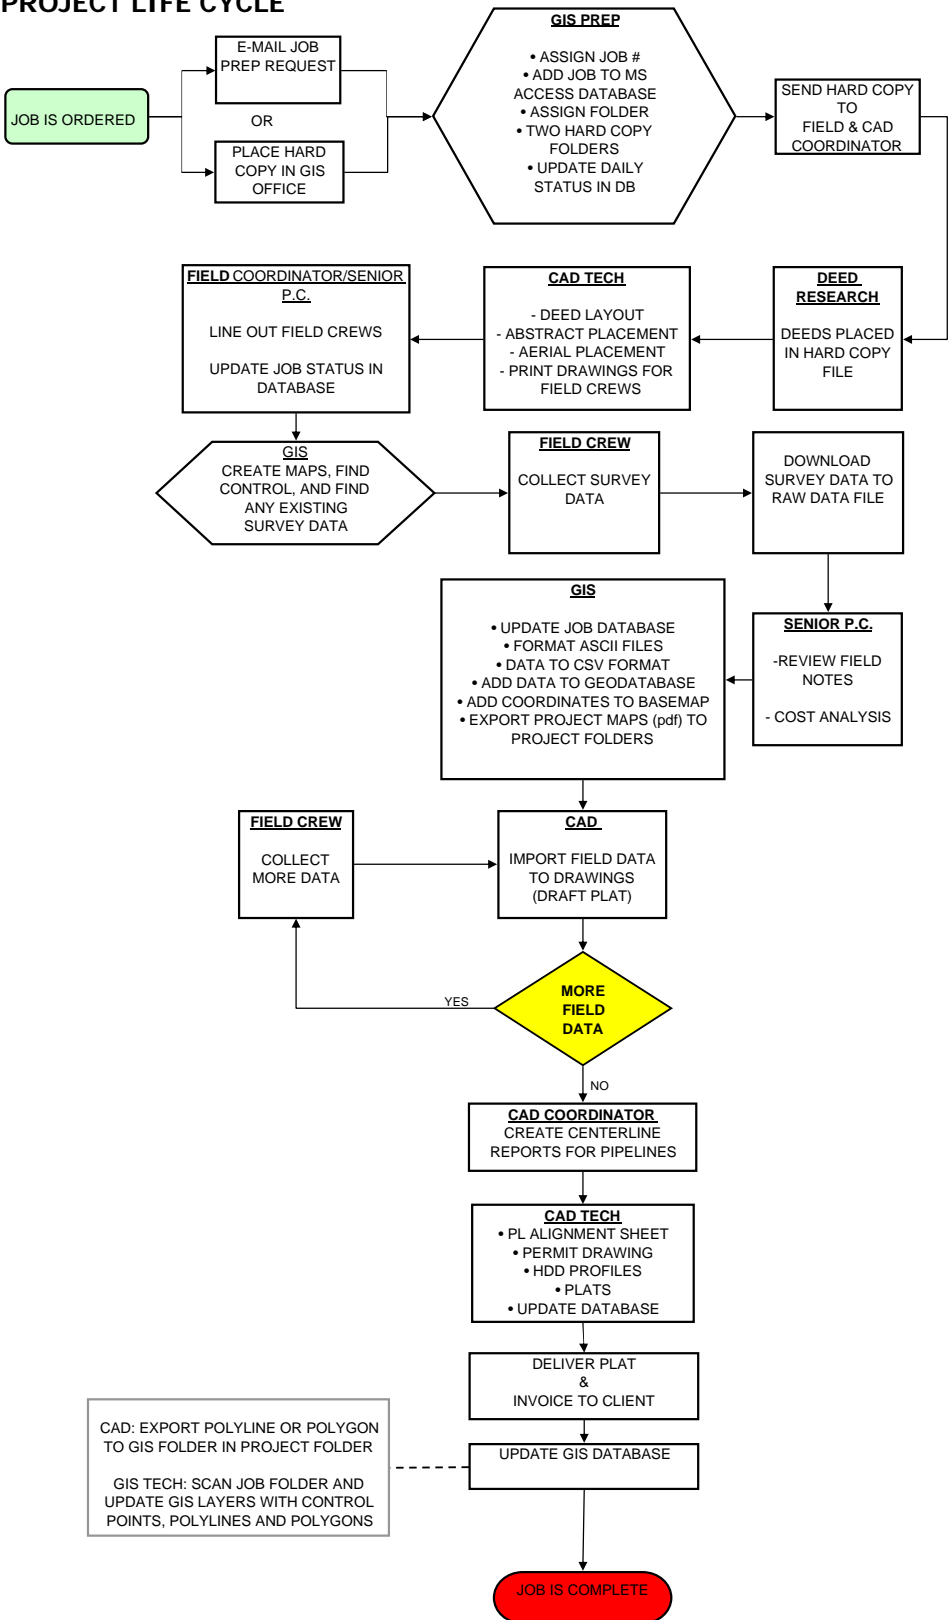 PROJECT LIFE CYCLE
JOB IS ORDERED
E-MAIL JOB
PREP REQUEST
OR
PLACE HARD
COPY IN GIS
OFFICE
GIS PREP
• ASSIGN JOB #
• ADD JOB TO MS
ACCESS DATABASE
• ASSIGN FOLDER
• TWO HARD COPY
FOLDERS
• UPDATE DAILY
STATUS IN DB
SEND HARD COPY
TO
FIELD & CAD
COORDINATOR
DEED
RESEARCH
DEEDS PLACED
IN HARD COPY
FILE
CAD TECH
- DEED LAYOUT
- ABSTRACT PLACEMENT
- AERIAL PLACEMENT
- PRINT DRAWINGS FOR
FIELD CREWS
FIELD COORDINATOR/SENIOR
P.C.
LINE OUT FIELD CREWS
UPDATE JOB STATUS IN
DATABASE
GIS
CREATE MAPS, FIND
CONTROL, AND FIND
ANY EXISTING
SURVEY DATA
FIELD CREW
COLLECT SURVEY
DATA
DOWNLOAD
SURVEY DATA TO
RAW DATA FILE
SENIOR P.C.
-REVIEW FIELD
NOTES
- COST ANALYSIS
GIS
• UPDATE JOB DATABASE
• FORMAT ASCII FILES
• DATA TO CSV FORMAT
• ADD DATA TO GEODATABASE
• ADD COORDINATES TO BASEMAP
• EXPORT PROJECT MAPS (pdf) TO
PROJECT FOLDERS
CAD
IMPORT FIELD DATA
TO DRAWINGS
(DRAFT PLAT)
FIELD CREW
COLLECT
MORE DATA
MORE
FIELD
DATA
YES
NO
CAD COORDINATOR
CREATE CENTERLINE
REPORTS FOR PIPELINES
CAD TECH
• PL ALIGNMENT SHEET
• PERMIT DRAWING
• HDD PROFILES
• PLATS
• UPDATE DATABASE
DELIVER PLAT
&
INVOICE TO CLIENT
UPDATE GIS DATABASE
CAD: EXPORT POLYLINE OR POLYGON
TO GIS FOLDER IN PROJECT FOLDER
GIS TECH: SCAN JOB FOLDER AND
UPDATE GIS LAYERS WITH CONTROL
POINTS, POLYLINES AND POLYGONS
JOB IS COMPLETE